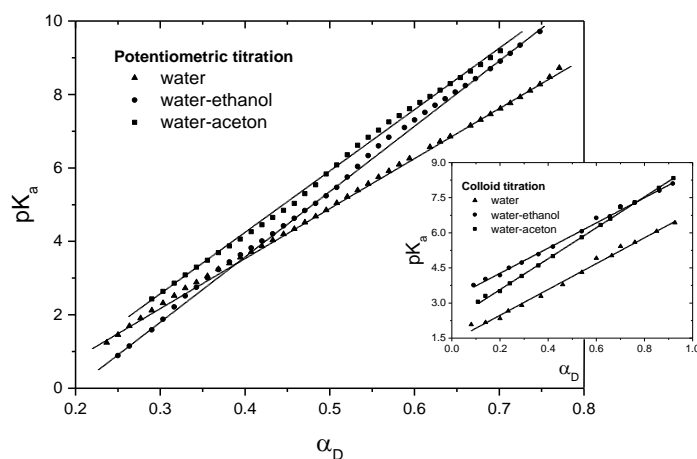 10
8
6
4
2
0
pKa
Potentiometric titration
water
water-ethanol
water-aceton
0.2 0.3 0.4 0.5 0.6 0.7 0.8
αD
9.0
7.5
6.0
4.5
3.0
1.5
pKa
Colloid titration
water
water-ethanol
water-aceton
0.0 0.2 0.4 0.6 0.8 1.0
αD